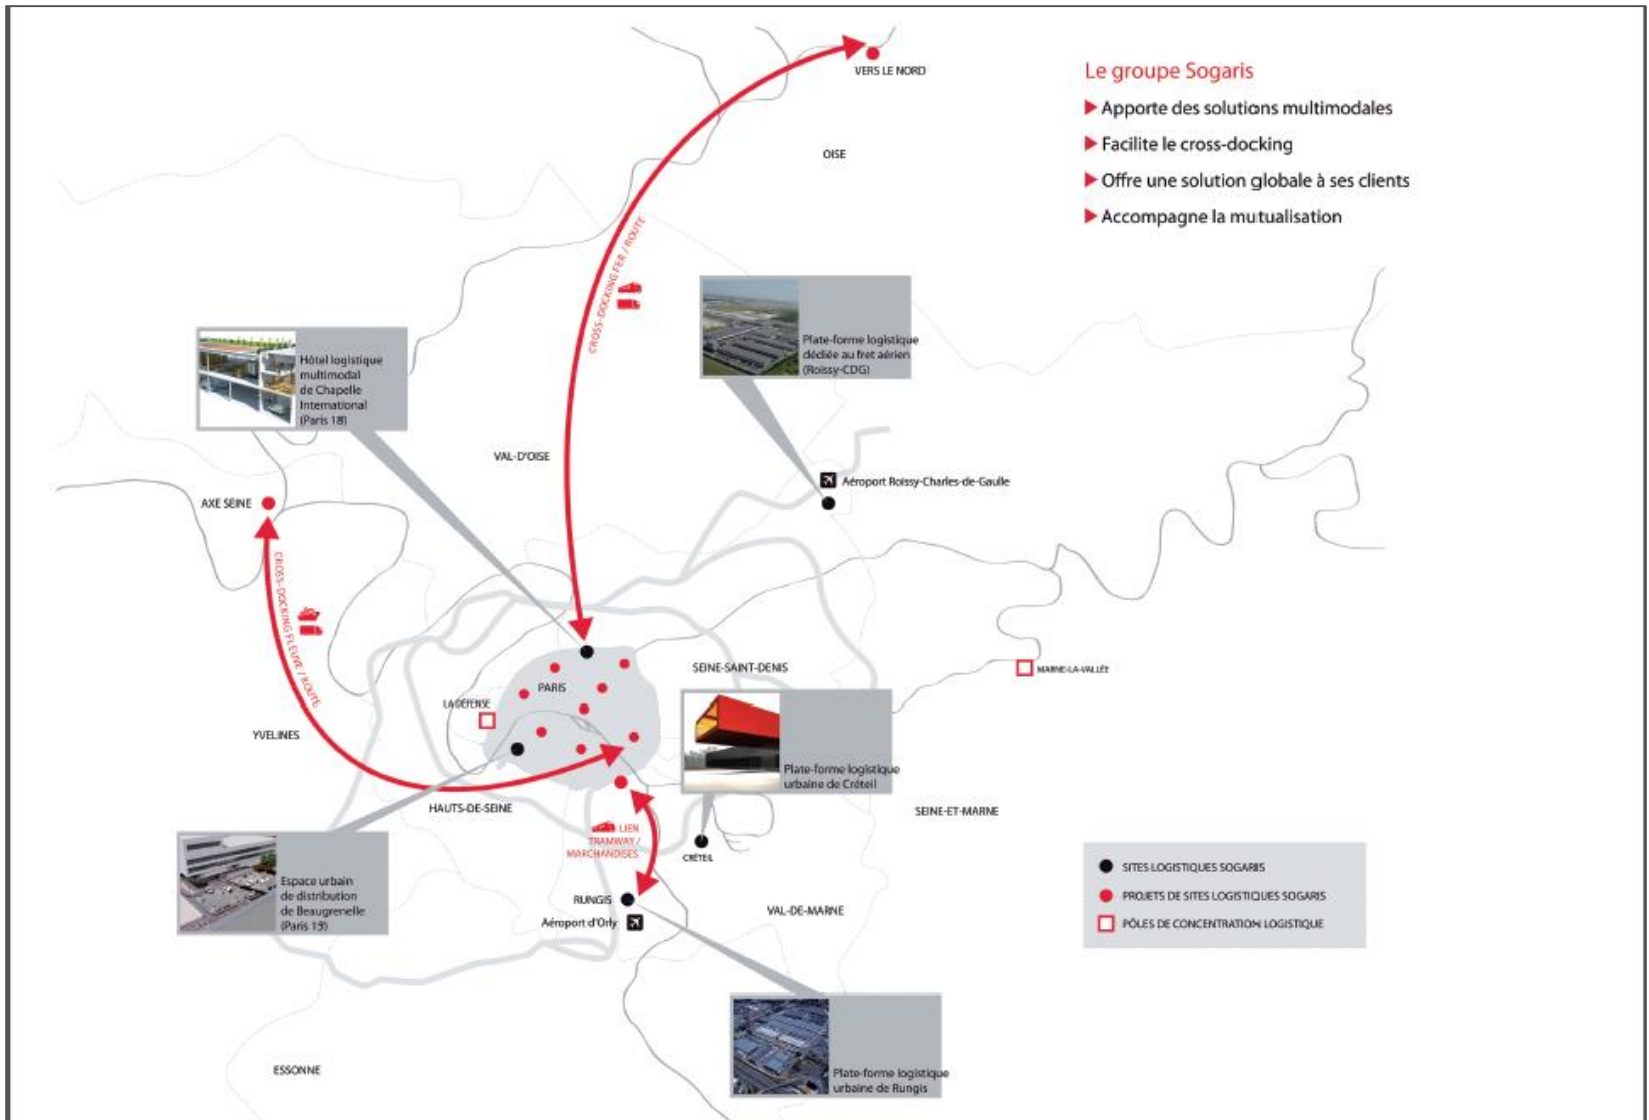 VERS LE NORD
OISE
Le groupe Sogaris
Apporte des solutions multimodales
Facilite le cross-docking
Offre une solution globale à ses clients
Accompagne la mutualisation
CROSS-DOCKING FER / ROUTE
Plate-forme logistique
dédiée au fret aérien
(Roissy-CDG)
Hôtel logistique
multimodal
de Chapelle
International
(Paris 18)
VAL-D'OISE
Aéroport Roissy-Charles-de-Gaulle
AXE SEINE
CROSS-DOCKING FLEUVE / ROUTE
SEINE-SAINT-DENIS
MARNE-LA-VALLÉE
PARIS
LA DÉFENSE
YVELINES
Plate-forme logistique
urbaine de Créteil
HAUTS-DE-SEINE
SEINE-ET-MARNE
LIEN
TRAMWAY /
MARCHANDISES
CRÉTEIL
Espace urbain
de distribution
de Beaugrenelle
(Paris 15)
RUNGIS
Aéroport d'Orly
VAL-DE-MARNE
SITES LOGISTIQUES SOGARIS
PROJETS DE SITES LOGISTIQUES SOGARIS
PÔLES DE CONCENTRATION LOGISTIQUE
Plate-forme logistique
urbaine de Rungis
ESSONNE